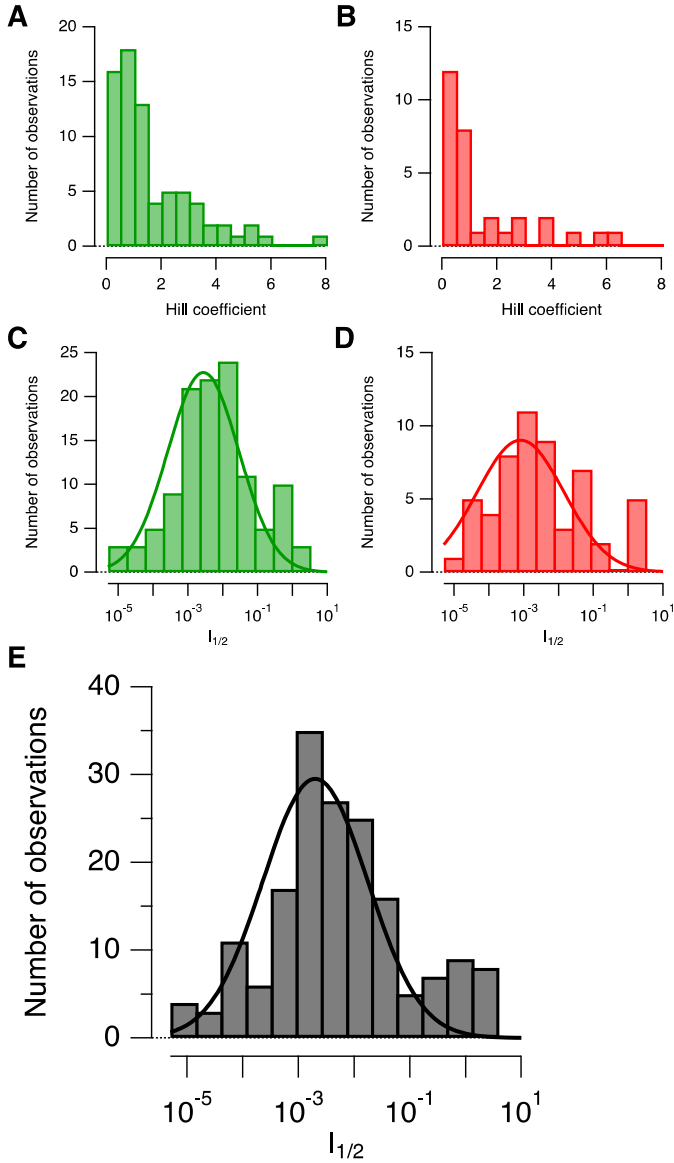 A
Number of observations
20
15
10
5
0
0 2 4 6 8
Hill coefficient
B
Number of observations
15
10
5
0
0 2 4 6 8
Hill coefficient
C
Number of observations
25
20
15
10
5
0
10⁻⁵ 10⁻³ 10⁻¹ 10¹
I₁/₂
D
Number of observations
15
10
5
0
10⁻⁵ 10⁻³ 10⁻¹ 10¹
I₁/₂
E
Number of observations
40
30
20
10
0
10⁻⁵ 10⁻³ 10⁻¹ 10¹
I₁/₂